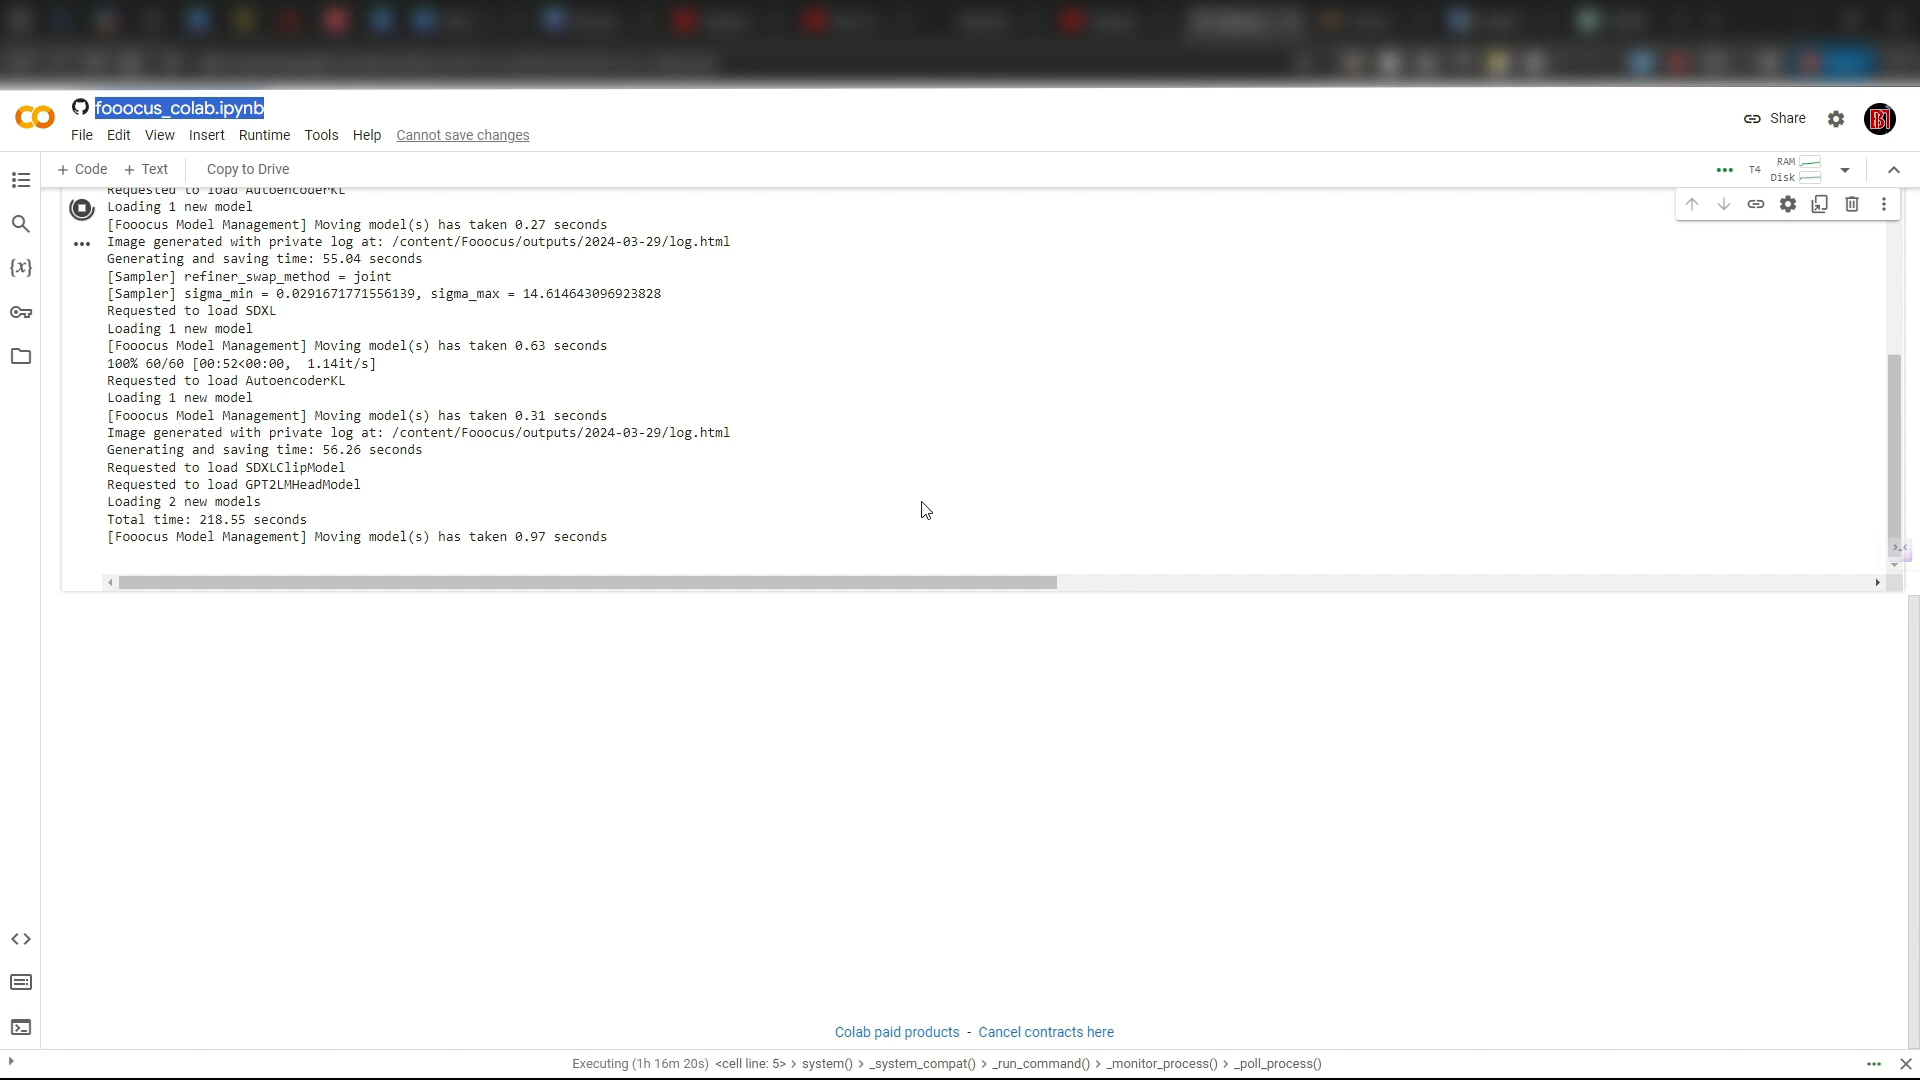 fooocus_colab.ipynb
File Edit View Insert Runtime Tools Help Cannot save changes
Share
+ Code + Text Copy to Drive
T4 RAM
Disk
Requested to load AutoencoderKL
Loading 1 new model
[Fooocus Model Management] Moving model(s) has taken 0.27 seconds
Image generated with private log at: /content/Fooocus/outputs/2024-03-29/log.html
Generating and saving time: 55.04 seconds
[Sampler] refiner_swap_method = joint
[Sampler] sigma_min = 0.0291671771556139, sigma_max = 14.614643096923828
Requested to load SDXL
Loading 1 new model
[Fooocus Model Management] Moving model(s) has taken 0.63 seconds
100% 60/60 [00:52<00:00,  1.14it/s]
Requested to load AutoencoderKL
Loading 1 new model
[Fooocus Model Management] Moving model(s) has taken 0.31 seconds
Image generated with private log at: /content/Fooocus/outputs/2024-03-29/log.html
Generating and saving time: 56.26 seconds
Requested to load SDXLClipModel
Requested to load GPT2LMHeadModel
Loading 2 new models
Total time: 218.55 seconds
[Fooocus Model Management] Moving model(s) has taken 0.97 seconds
Colab paid products - Cancel contracts here
Executing (1h 16m 20s) <cell line: 5> > system() > _system_compat() > _run_command() > _monitor_process() > _poll_process()